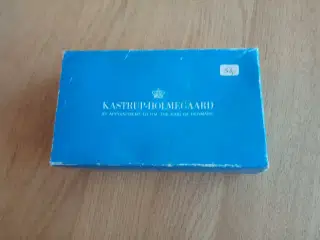 KASTRUP-HOLMEGAARD
BY APPOINTMENT TO H.M. THE KING OF DENMARK